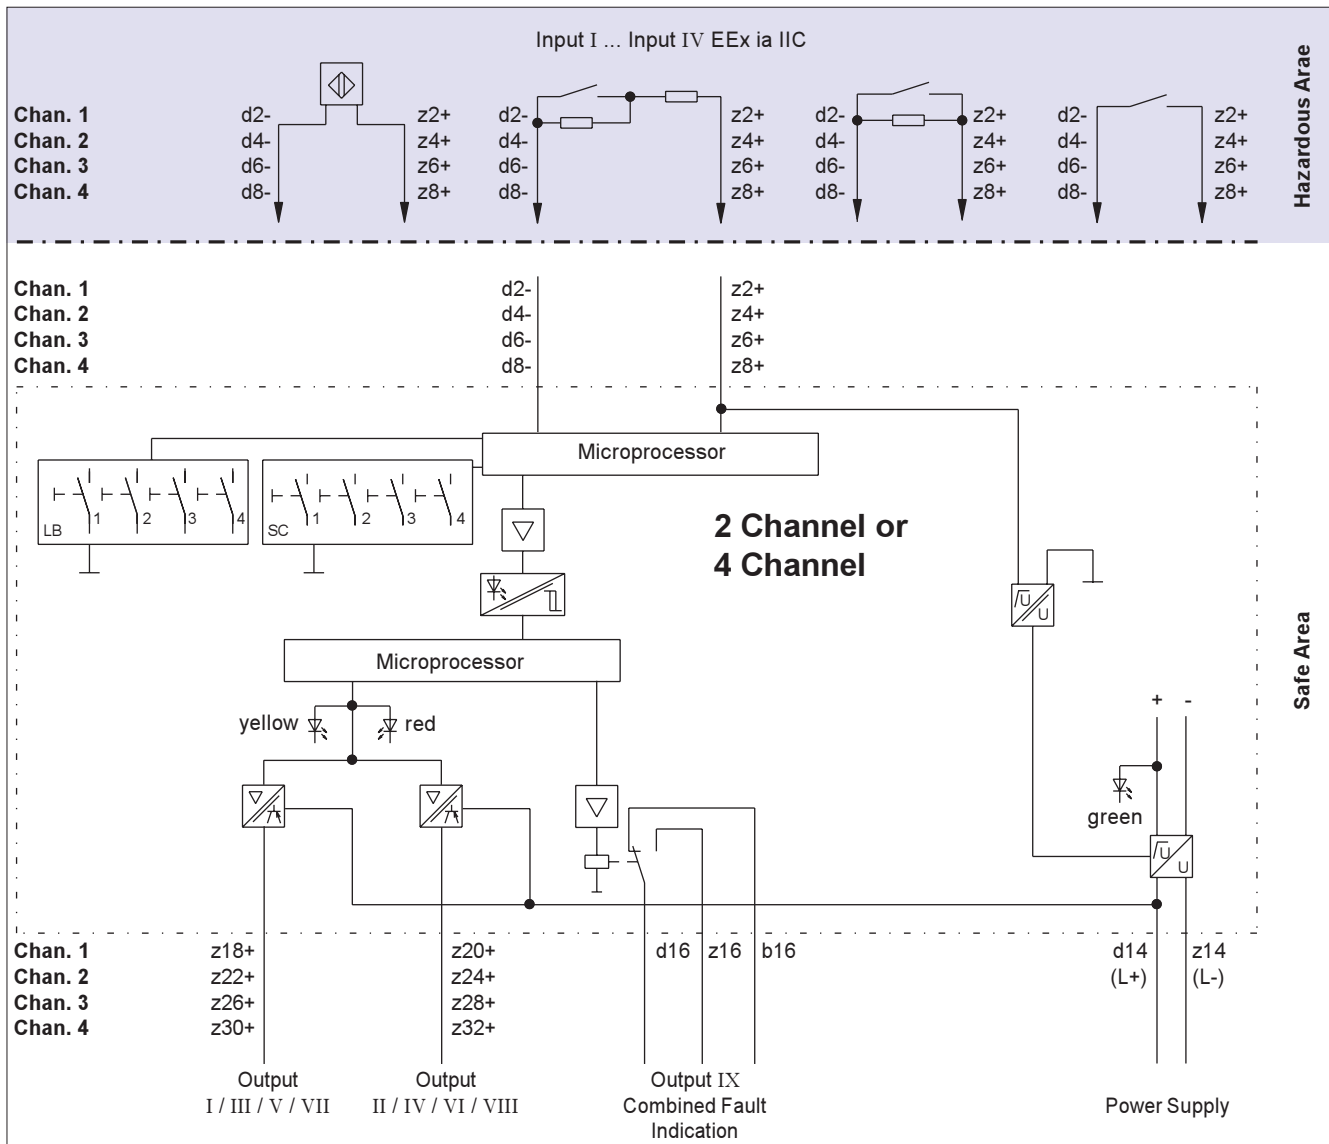 Input I ... Input IV EEx ia IIC
Hazardous Arae
Chan. 1 d2- z2+ d2- z2+ d2- z2+ d2- z2+
Chan. 2 d4- z4+ d4- z4+ d4- z4+ d4- z4+
Chan. 3 d6- z6+ d6- z6+ d6- z6+ d6- z6+
Chan. 4 d8- z8+ d8- z8+ d8- z8+ d8- z8+
Chan. 1 d2- z2+
Chan. 2 d4- z4+
Chan. 3 d6- z6+
Chan. 4 d8- z8+
Safe Area
Microprocessor
LB 1 2 3 4
SC 1 2 3 4
2 Channel or
4 Channel
U
U
Microprocessor
yellow red
+ -
green
U
U
Chan. 1 z18+ z20+ d16 z16 b16 d14 z14
Chan. 2 z22+ z24+ (L+) (L-)
Chan. 3 z26+ z28+
Chan. 4 z30+ z32+
Output
I / III / V / VII
Output
II / IV / VI / VIII
Output IX
Combined Fault
Indication
Power Supply